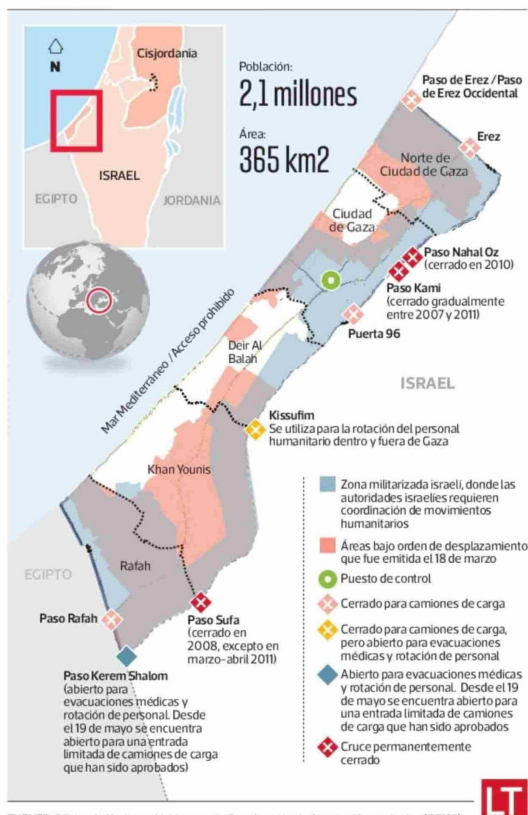 N
Cisjordania
ISRAEL
EGIPTO
JORDANIA
Población:
2,1 millones
Área:
365 km2
Paso de Erez / Paso
de Erez Occidental
Erez
Norte de
Ciudad de Gaza
Ciudad
de Gaza
Paso Nahal Oz
(cerrado en 2010)
Paso Kami
(cerrado gradualmente
entre 2007 y 2011)
Puerta 96
Mar Mediterráneo / Acceso prohibido
Deir Al
Balah
ISRAEL
Kissufim
Se utiliza para la rotación del personal
humanitario dentro y fuera de Gaza
Khan Younis
Rafah
EGIPTO
Paso Rafah
Paso Sufa
(cerrado en
2008, excepto en
marzo-abril 2011)
Paso Kerem Shalom
(abierto para
evacuaciones médicas y
rotación de personal. Desde
el 19 de mayo se encuentra
abierto para una entrada
limitada de camiones
de carga que han sido
aprobados)
Zona militarizada israelí, donde las
autoridades israelíes requieren
coordinación de movimientos
humanitarios
Áreas bajo orden de desplazamiento
que fue emitida el 18 de marzo
Puesto de control
Cerrado para camiones de carga
Cerrado para camiones de carga,
pero abierto para evacuaciones
médicas y rotación de personal
Abierto para evacuaciones médicas
y rotación de personal. Desde el 19
de mayo se encuentra abierto para
una entrada limitada de camiones
de carga que han sido aprobados
Cruce permanentemente
cerrado
LT